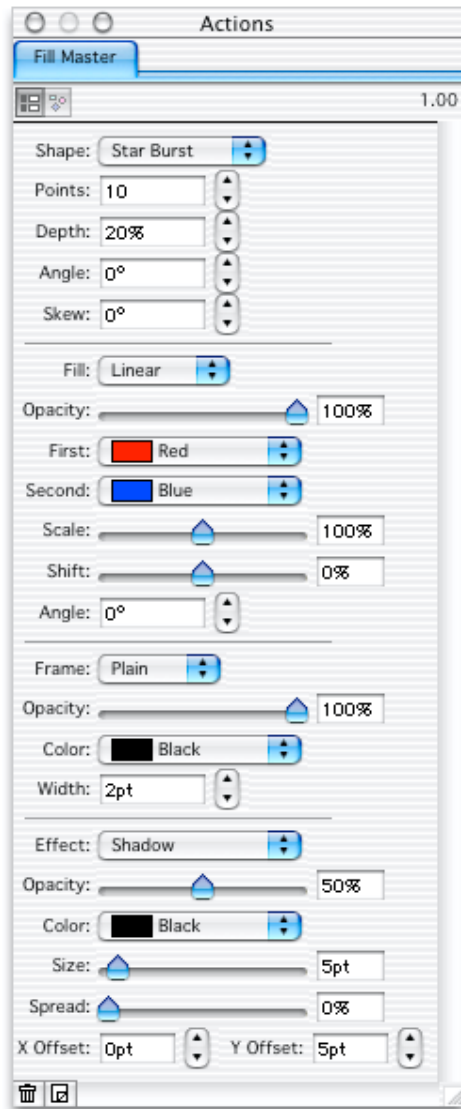 Actions
Fill Master
1.00
Shape: Star Burst
Points: 10
Depth: 20%
Angle: 0°
Skew: 0°
Fill: Linear
Opacity: 100%
First: Red
Second: Blue
Scale: 100%
Shift: 0%
Angle: 0°
Frame: Plain
Opacity: 100%
Color: Black
Width: 2pt
Effect: Shadow
Opacity: 50%
Color: Black
Size: 5pt
Spread: 0%
X Offset: 0pt Y Offset: 5pt